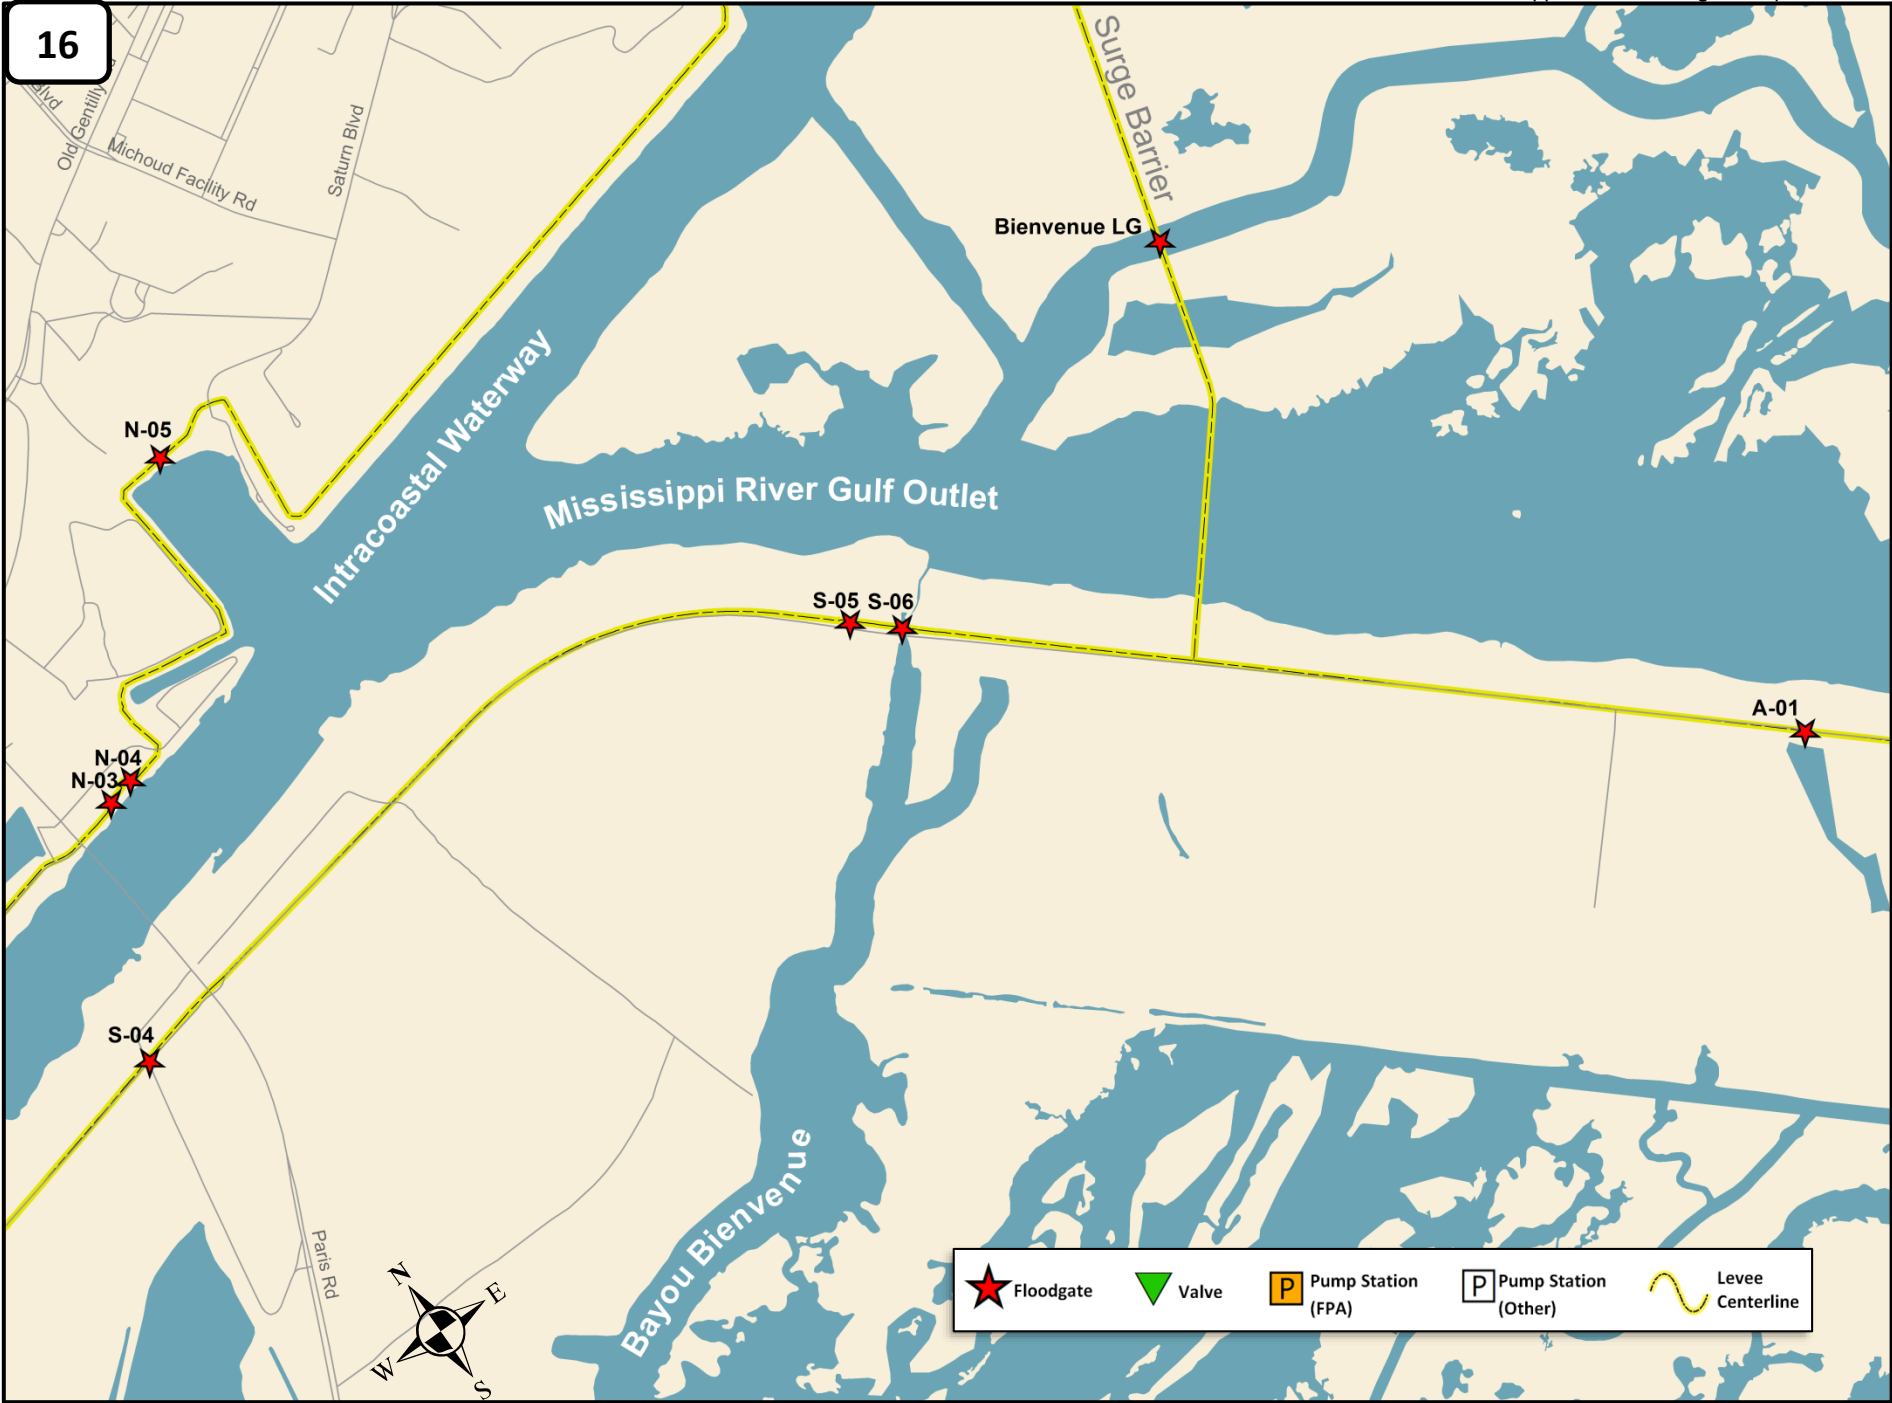 16
Blvd
Old Gentilly
Michoud Facility Rd
Saturn Blvd
Surge Barrier
Bienvenue LG
N-05
Intracoastal Waterway
Mississippi River Gulf Outlet
S-05 S-06
A-01
N-04
N-03
S-04
Paris Rd
Bayou Bienvenue
N
E
W
S
Floodgate
Valve
P
Pump Station
(FPA)
P
Pump Station
(Other)
Levee
Centerline